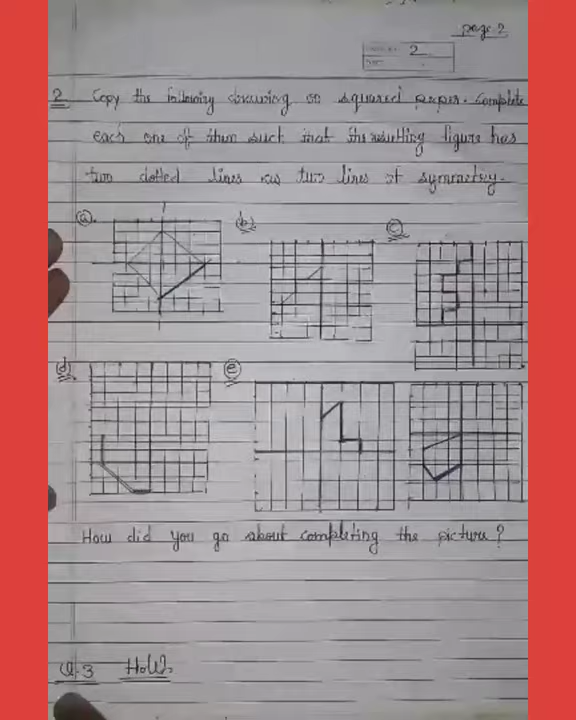 page-2
2
2 Copy the following drawing on squared paper. Complete
each one of them such that the resulting figure has
two dotted lines as two lines of symmetry.
(a). (b) (c)
(d). (e)
How did you go about completing the picture?
Q.3 H.W.